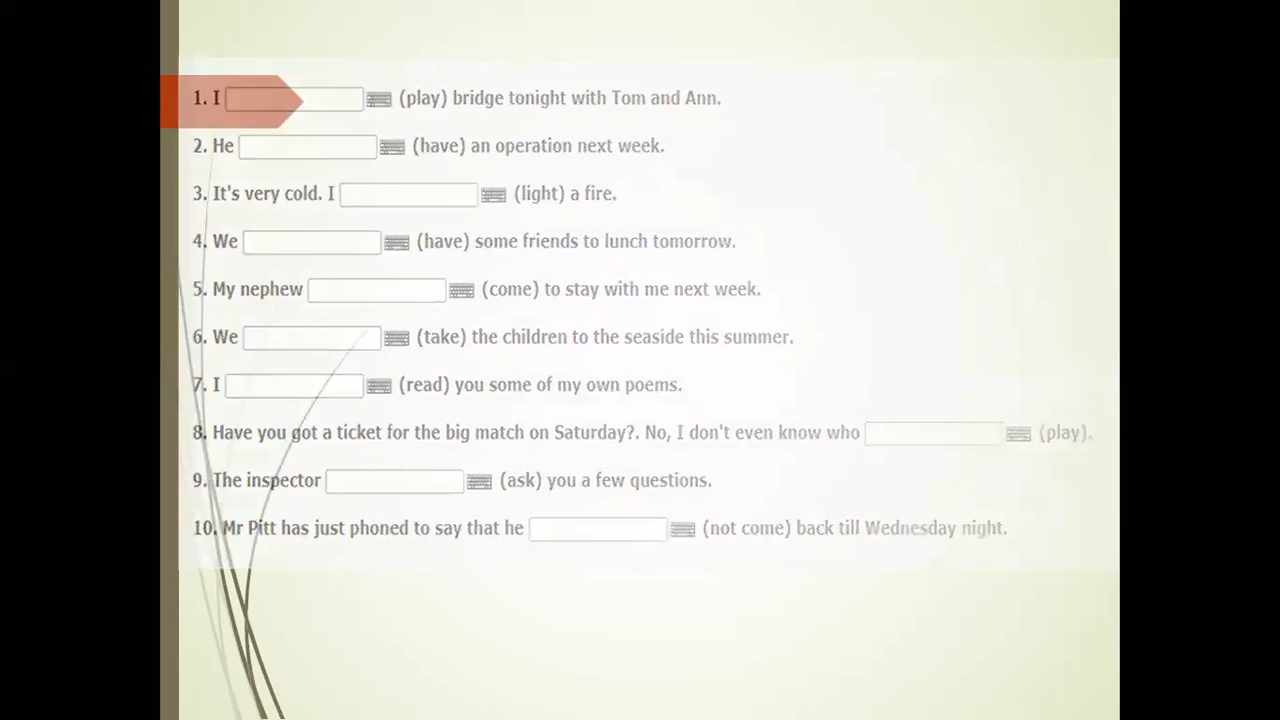 1. I (play) bridge tonight with Tom and Ann.
2. He (have) an operation next week.
3. It's very cold. I (light) a fire.
4. We (have) some friends to lunch tomorrow.
5. My nephew (come) to stay with me next week.
6. We (take) the children to the seaside this summer.
7. I (read) you some of my own poems.
8. Have you got a ticket for the big match on Saturday?. No, I don't even know who (play).
9. The inspector (ask) you a few questions.
10. Mr Pitt has just phoned to say that he (not come) back till Wednesday night.